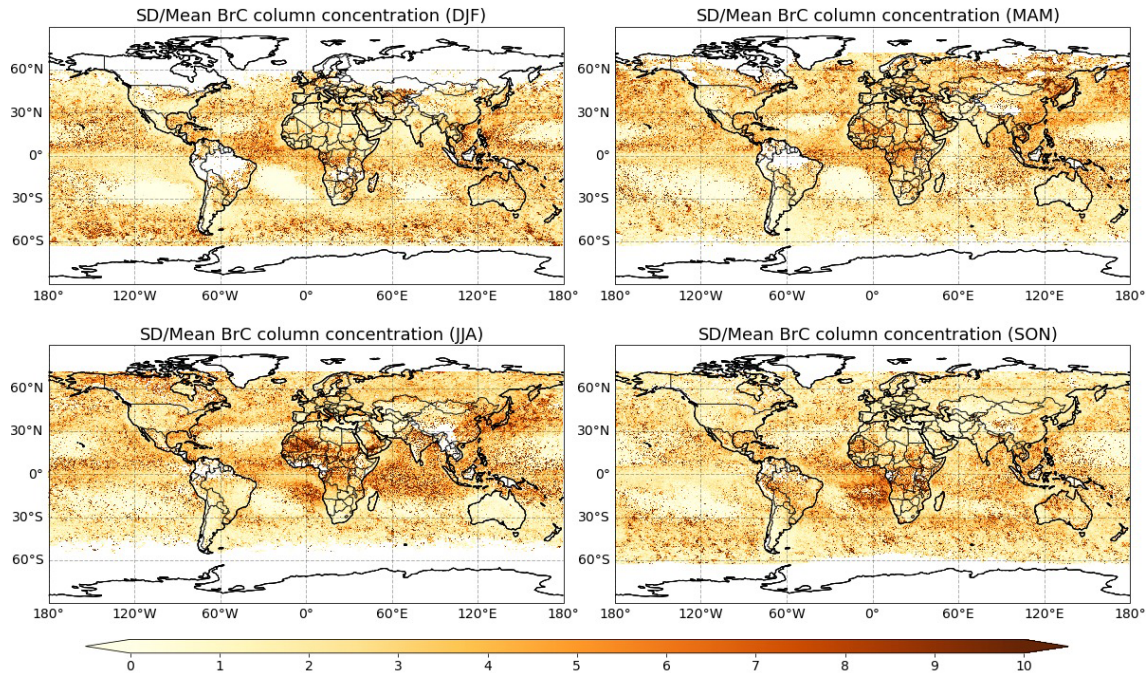 SD/Mean BrC column concentration (DJF)
SD/Mean BrC column concentration (MAM)
60°N
30°N
0°
30°S
60°S
180° 120°W 60°W 0° 60°E 120°E 180°
60°N
30°N
0°
30°S
60°S
180° 120°W 60°W 0° 60°E 120°E 180°
SD/Mean BrC column concentration (JJA)
SD/Mean BrC column concentration (SON)
60°N
30°N
0°
30°S
60°S
180° 120°W 60°W 0° 60°E 120°E 180°
60°N
30°N
0°
30°S
60°S
180° 120°W 60°W 0° 60°E 120°E 180°
0 1 2 3 4 5 6 7 8 9 10